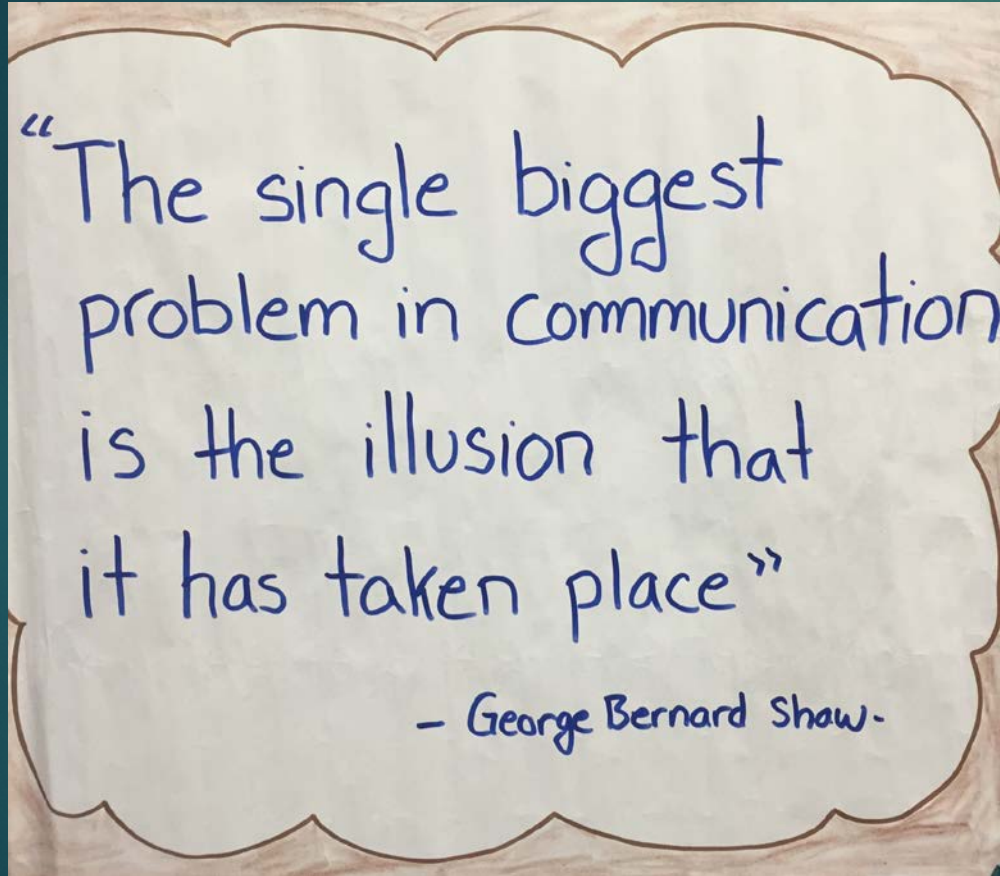 “The single biggest
problem in communication
is the illusion that
it has taken place”
- George Bernard Shaw-